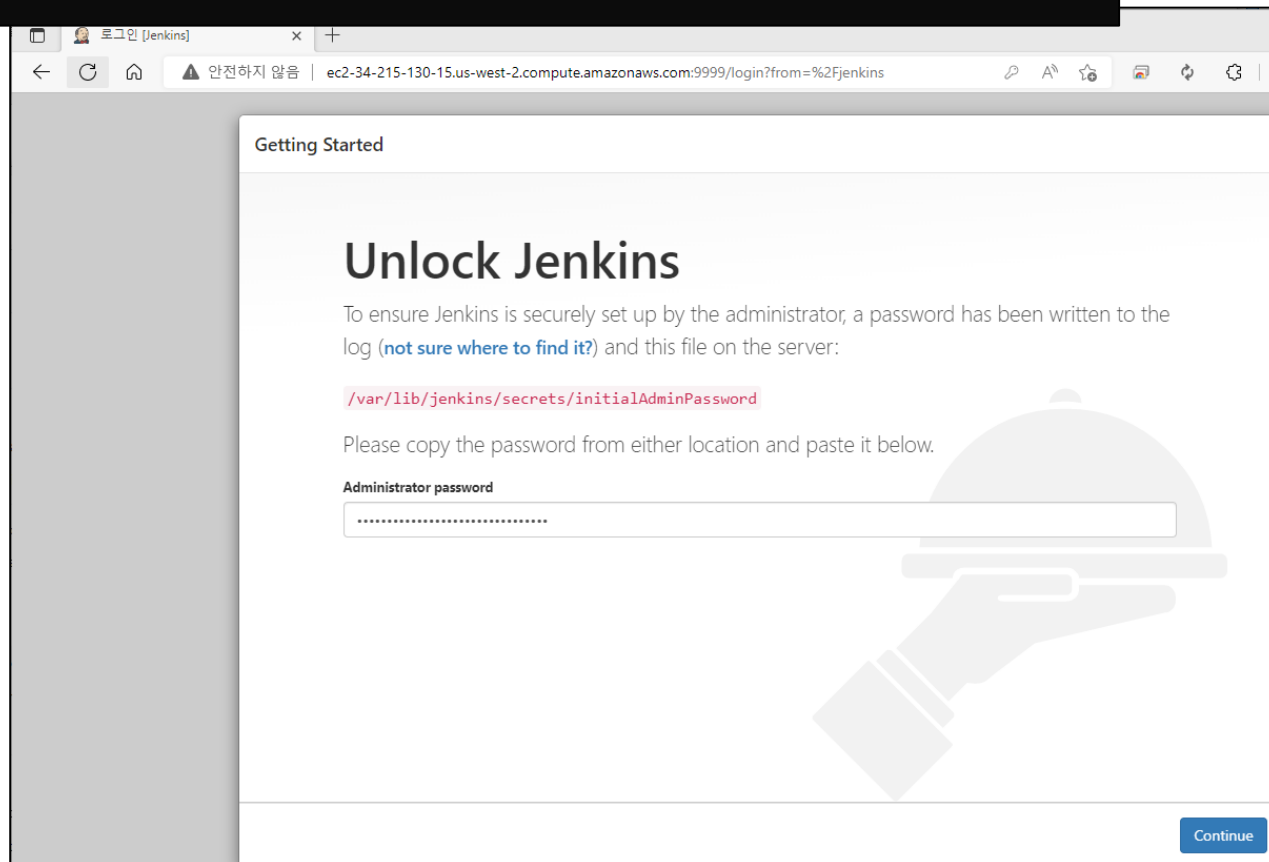 로그인 [Jenkins]
안전하지 않음 ec2-34-215-130-15.us-west-2.compute.amazonaws.com:9999/login?from=%2Fjenkins
Getting Started
Unlock Jenkins
To ensure Jenkins is securely set up by the administrator, a password has been written to the
log (not sure where to find it?) and this file on the server:
/var/lib/jenkins/secrets/initialAdminPassword
Please copy the password from either location and paste it below.
Administrator password
••••••••••••••••••••••••••••••••
Continue